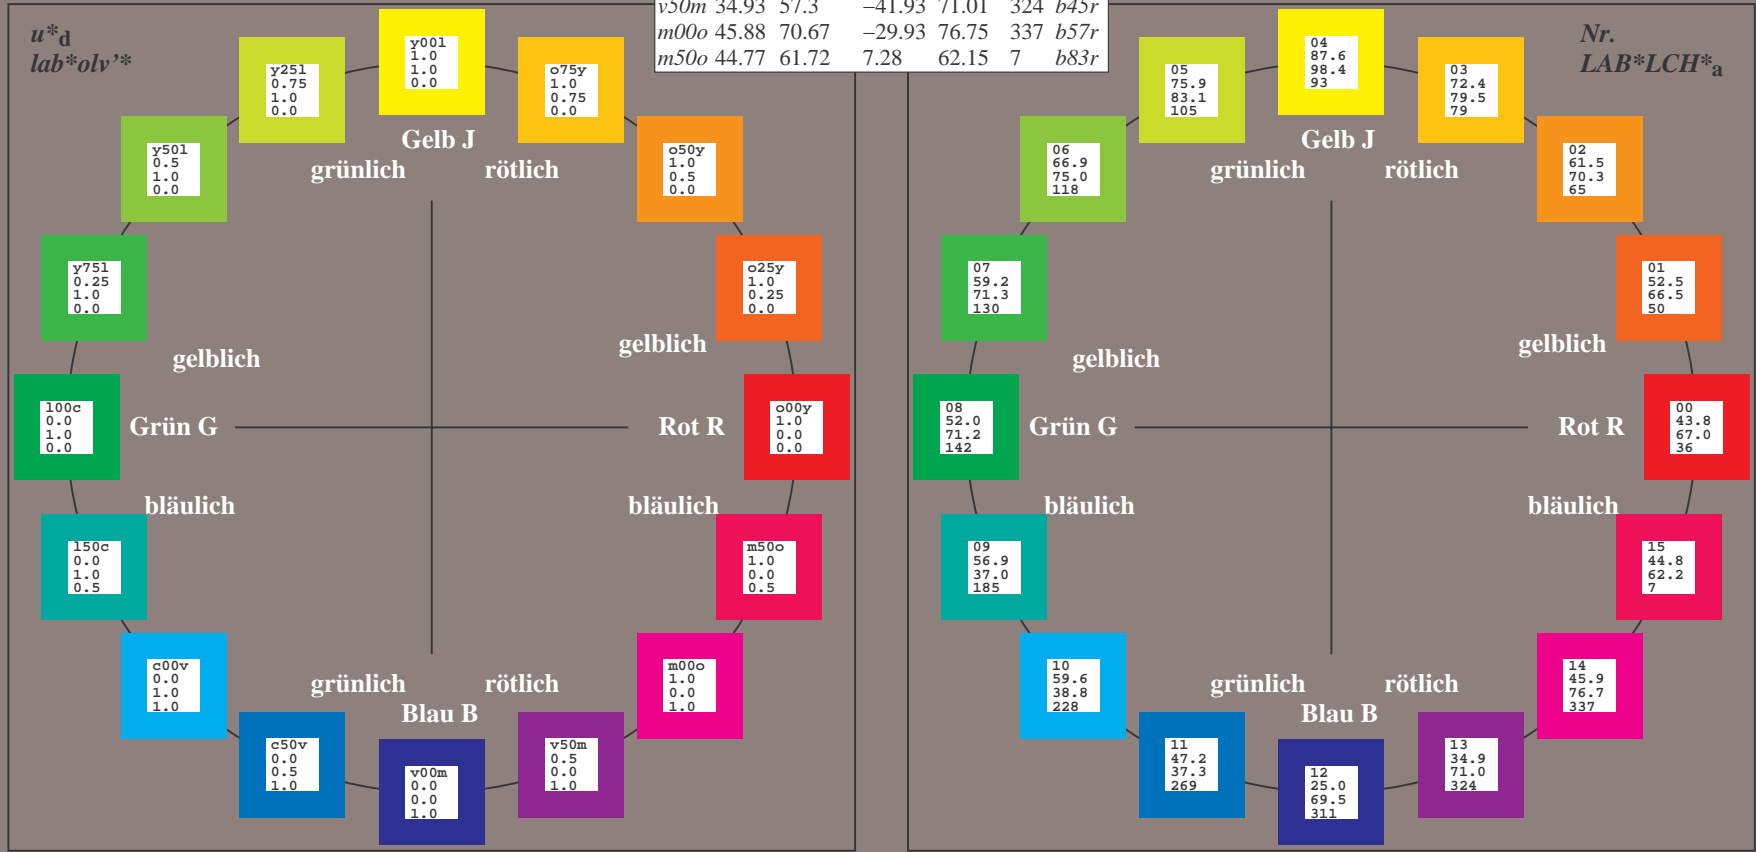 v50m 34.93 57.3 −41.93 71.01 324 b45r
m00o 45.88 70.67 −29.93 76.75 337 b57r
m50o 44.77 61.72 7.28 62.15 7 b83r
u*d
lab*olv'*
y00l
1.0
1.0
0.0
y25l
0.75
1.0
0.0
o75y
1.0
0.75
0.0
y50l
0.5
1.0
0.0
o50y
1.0
0.5
0.0
Gelb J
grünlich rötlich
y75l
0.25
1.0
0.0
o25y
1.0
0.25
0.0
gelblich
gelblich
l00c
0.0
1.0
0.0
Grün G
Rot R
o00y
1.0
0.0
0.0
bläulich
bläulich
l50c
0.0
1.0
0.5
m50o
1.0
0.0
0.5
c00v
0.0
1.0
1.0
m00o
1.0
0.0
1.0
grünlich rötlich
Blau B
c50v
0.0
0.5
1.0
v00m
0.0
0.0
1.0
v50m
0.5
0.0
1.0
Nr.
LAB*LCH*a
04
87.6
98.4
93
05
75.9
83.1
105
03
72.4
79.5
79
06
66.9
75.0
118
02
61.5
70.3
65
Gelb J
grünlich rötlich
07
59.2
71.3
130
01
52.5
66.5
50
gelblich
gelblich
08
52.0
71.2
142
Grün G
Rot R
00
43.8
67.0
36
bläulich
bläulich
09
56.9
37.0
185
15
44.8
62.2
7
10
59.6
38.8
228
14
45.9
76.7
337
grünlich rötlich
Blau B
11
47.2
37.3
269
12
25.0
69.5
311
13
34.9
71.0
324